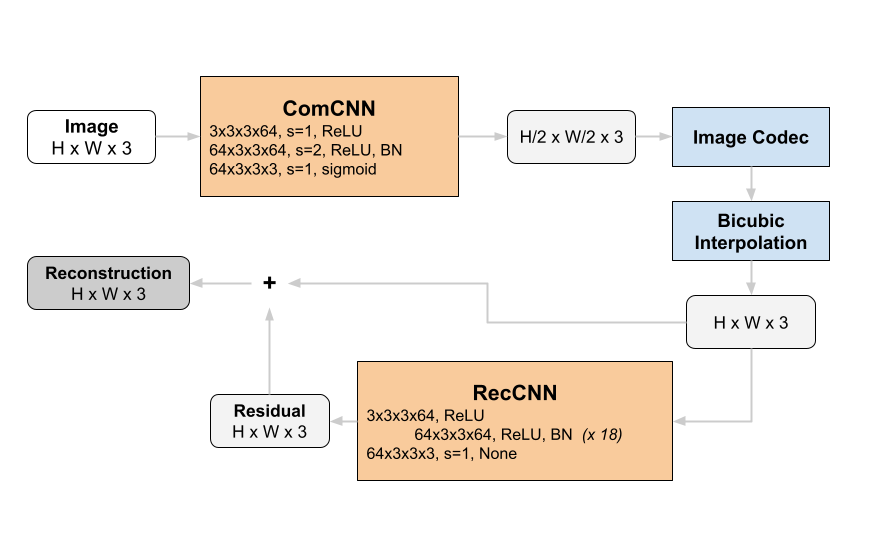 Image
H x W x 3
ComCNN
3x3x3x64, s=1, ReLU
64x3x3x64, s=2, ReLU, BN
64x3x3x3, s=1, sigmoid
H/2 x W/2 x 3
Image Codec
Bicubic
Interpolation
H x W x 3
Reconstruction
H x W x 3
+
RecCNN
3x3x3x64, ReLU
64x3x3x64, ReLU, BN (x 18)
64x3x3x3, s=1, None
Residual
H x W x 3